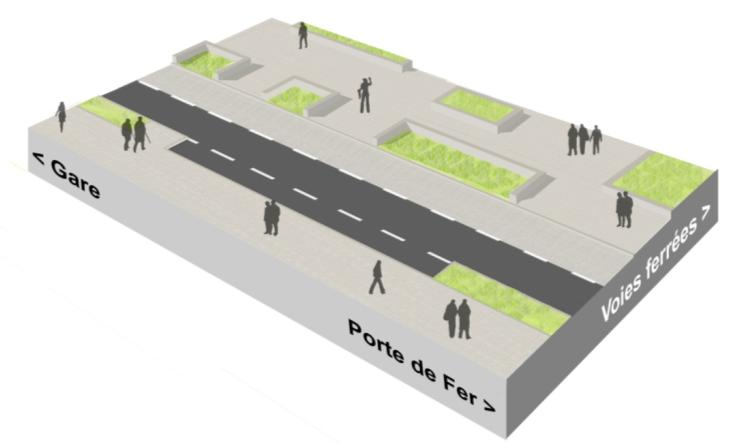 < Gare
Porte de Fer >
Voies ferrées >